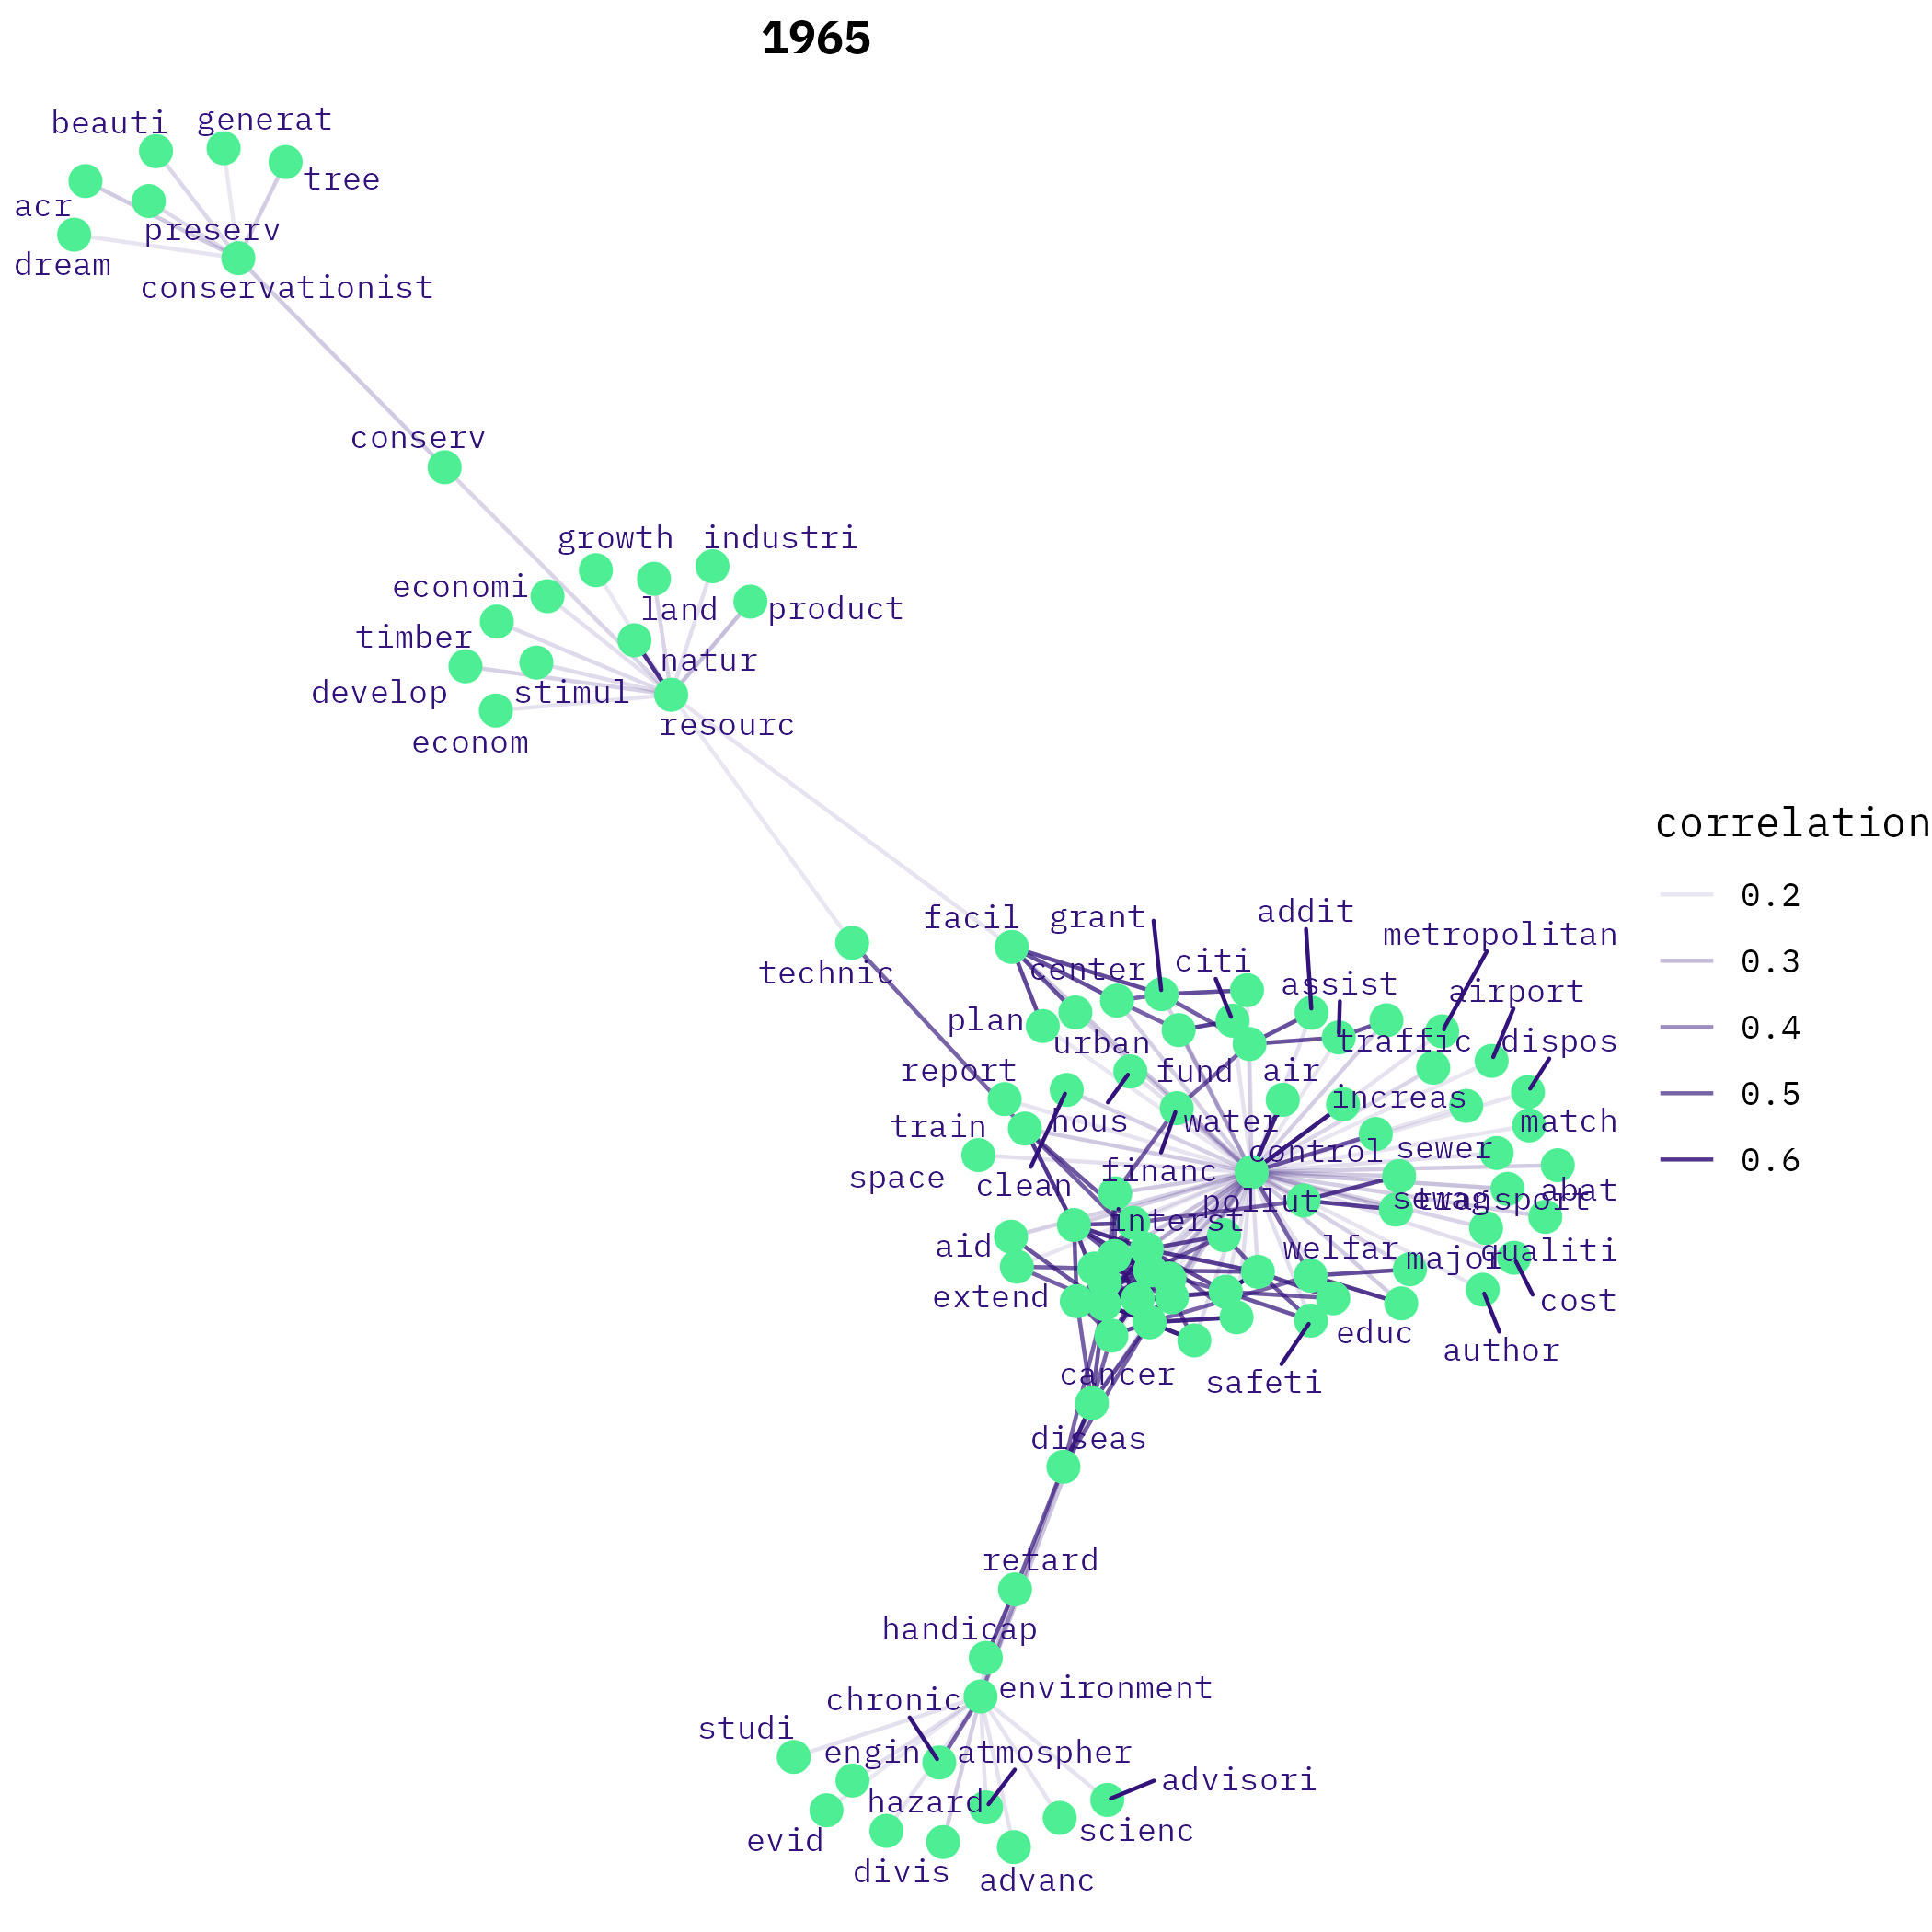 1965
beauti
generat
tree
acr
preserv
dream
conservationist
conserv
growth
industri
economi
land
product
timber
natur
develop
stimul
resourc
econom
correlation
0.2
0.3
0.4
0.5
0.6
facil
grant
addit
metropolitan
technic
center
citi
assist
airport
plan
urban
traffic
dispos
report
fund
air
increas
train
hous
water
match
space
clean
financ
control
sewer
pollut
sewag
transport
abat
interst
aid
welfar
major
qualiti
extend
cost
educ
author
cancer
safeti
diseas
retard
handicap
chronic
environment
studi
engin
atmospher
hazard
advisori
evid
scienc
divis
advanc